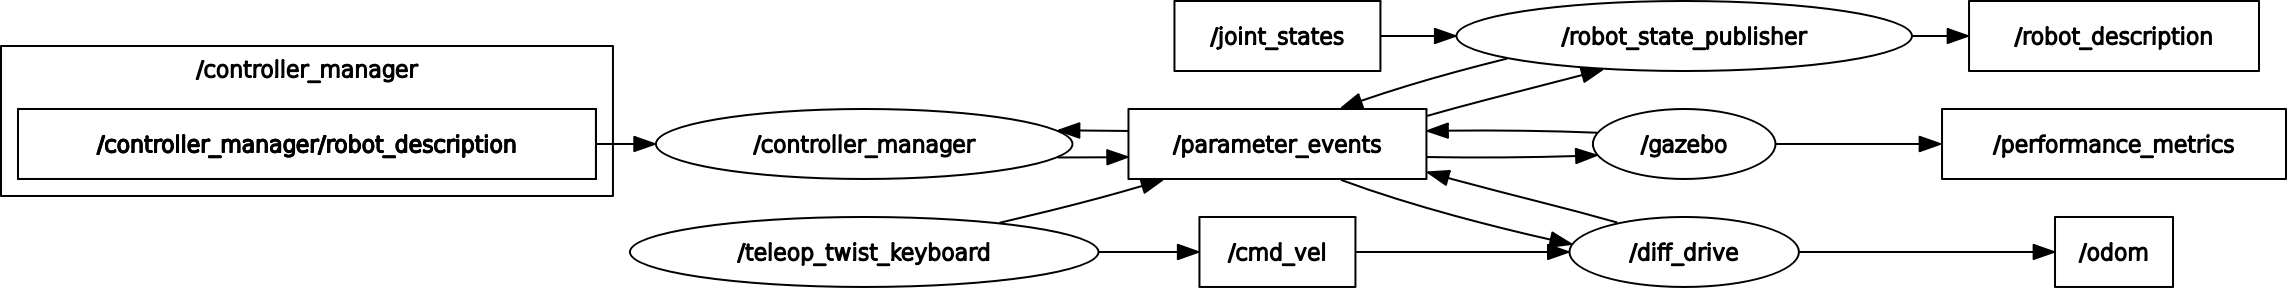 /joint_states
/robot_state_publisher
/robot_description
/controller_manager
/controller_manager/robot_description
/controller_manager
/parameter_events
/gazebo
/performance_metrics
/teleop_twist_keyboard
/cmd_vel
/diff_drive
/odom